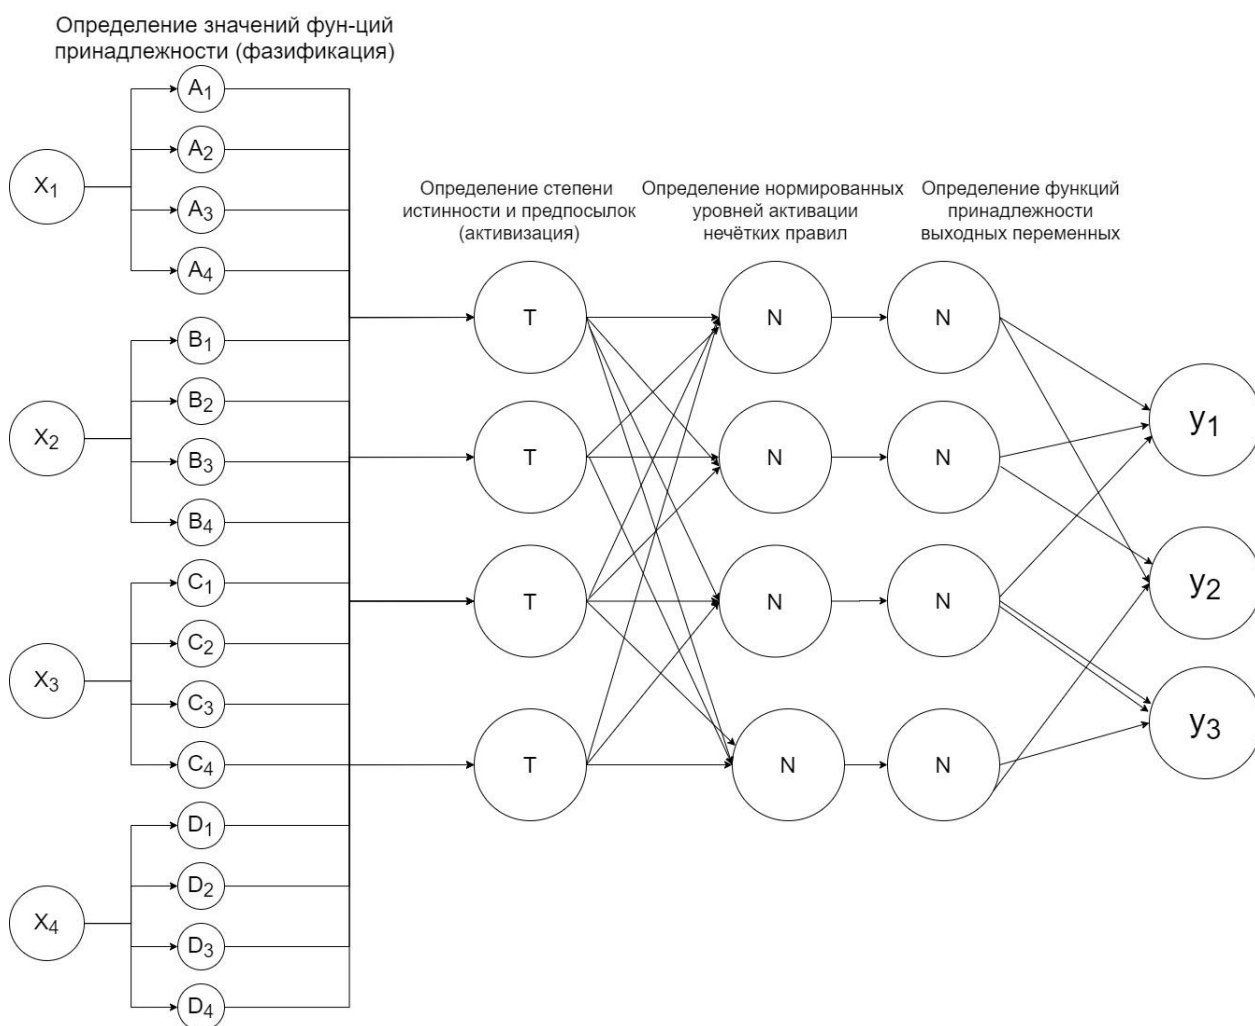 Определение значений фун-ций
принадлежности (фазификация)
X1
A1
A2
A3
A4
X2
B1
B2
B3
B4
X3
C1
C2
C3
C4
X4
D1
D2
D3
D4
Определение степени
истинности и предпосылок
(активизация)
T
T
T
T
Определение нормированных
уровней активации
нечётких правил
N
N
N
N
Определение функций
принадлежности
выходных переменных
N
N
N
N
y1
y2
y3